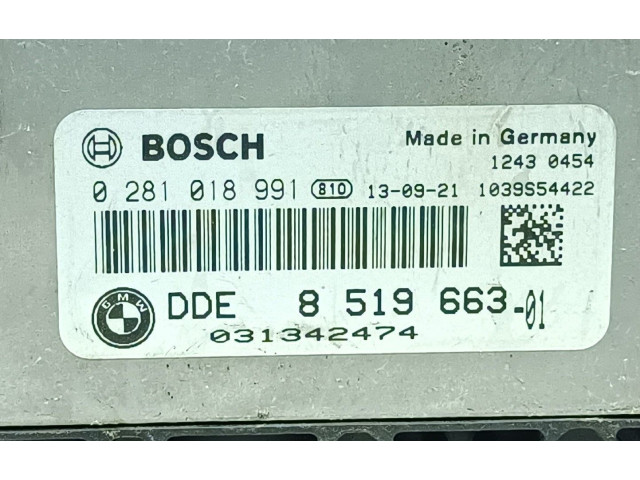 BOSCH Made in Germany
1243 0454
0 281 018 991 810 13-09-21 1039S54422
BMW DDE 8 519 663-01
031342474